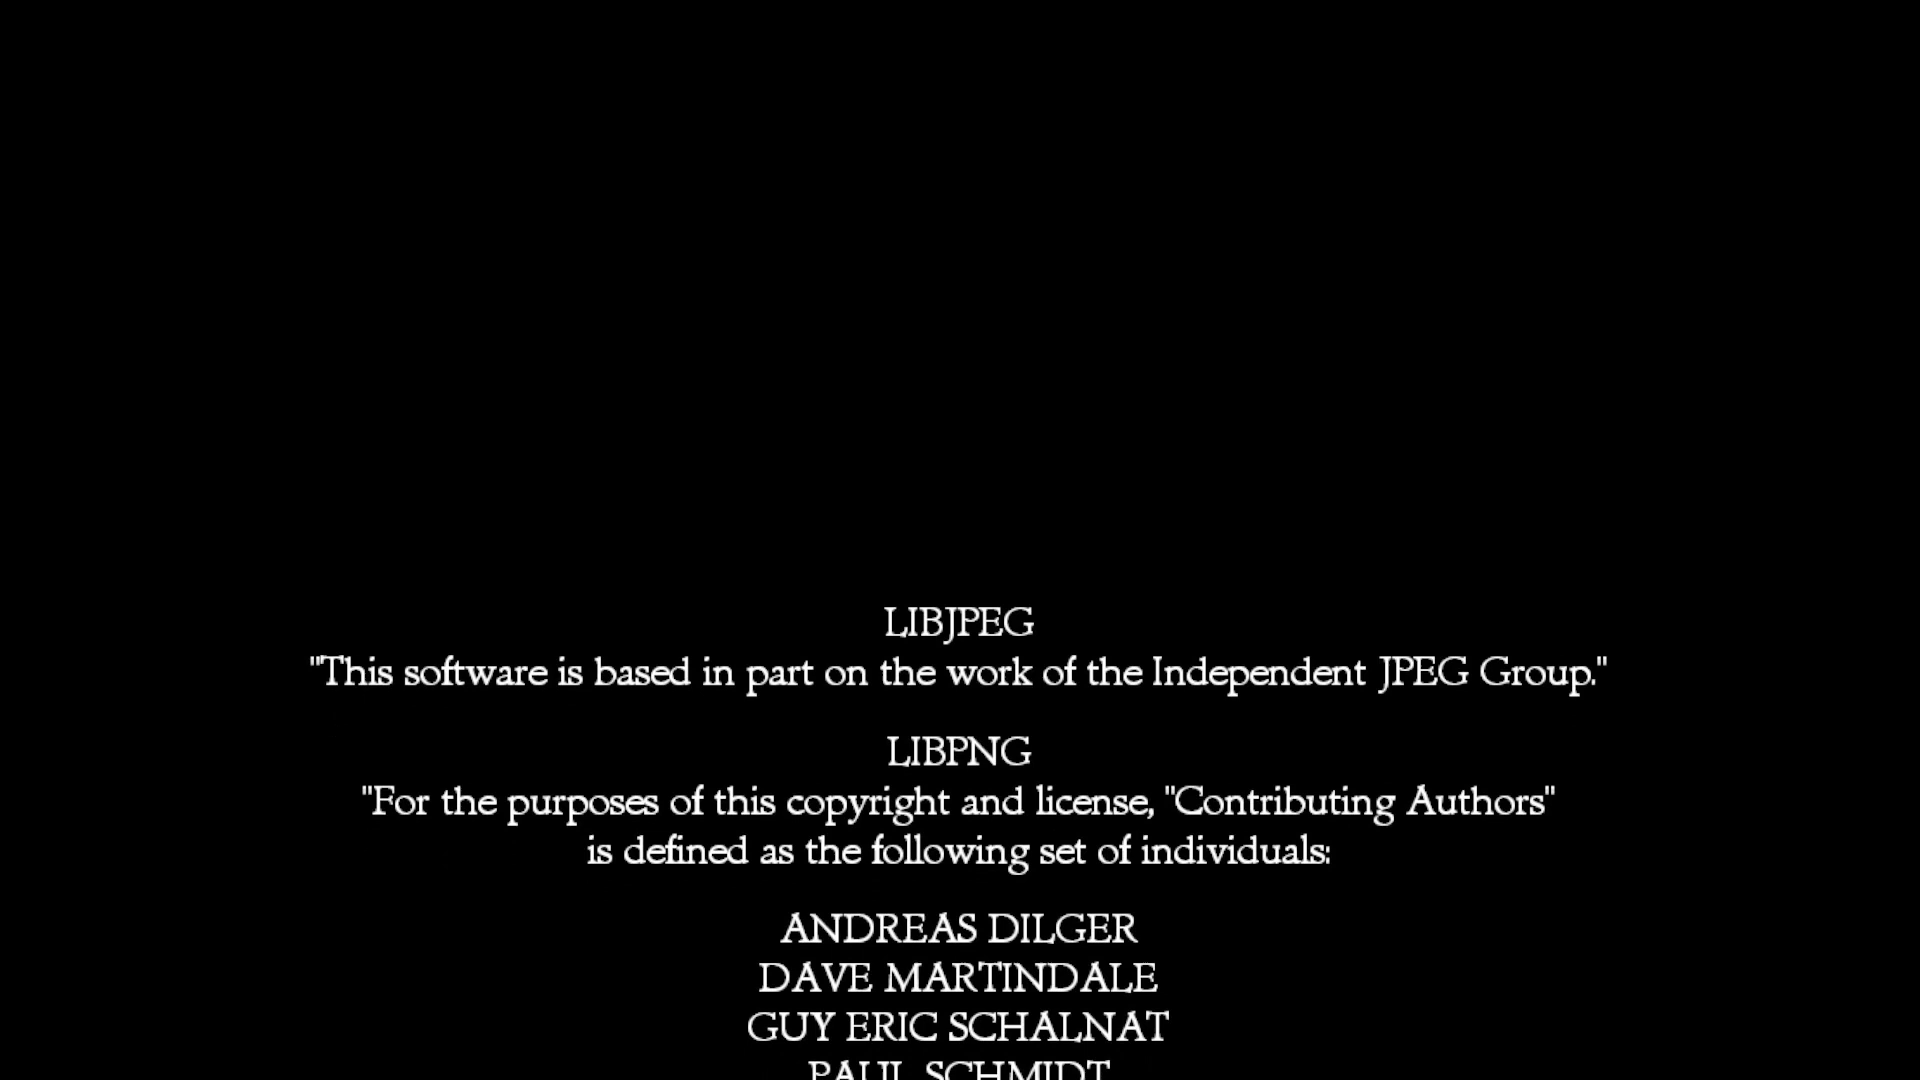 LIBJPEG
"This software is based in part on the work of the Independent JPEG Group."
LIBPNG
"For the purposes of this copyright and license, "Contributing Authors"
is defined as the following set of individuals:
ANDREAS DILGER
DAVE MARTINDALE
GUY ERIC SCHALNAT
PAUL SCHMIDT